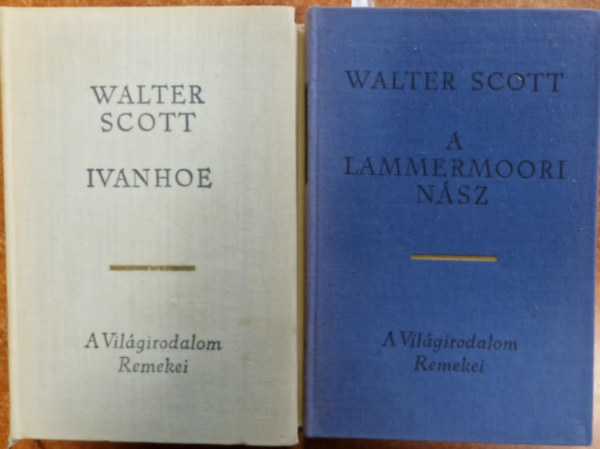 WALTER
SCOTT
IVANHOE
A Világirodalom
Remekei
WALTER SCOTT
A
LAMMERMOORI
NÁSZ
A Világirodalom
Remekei